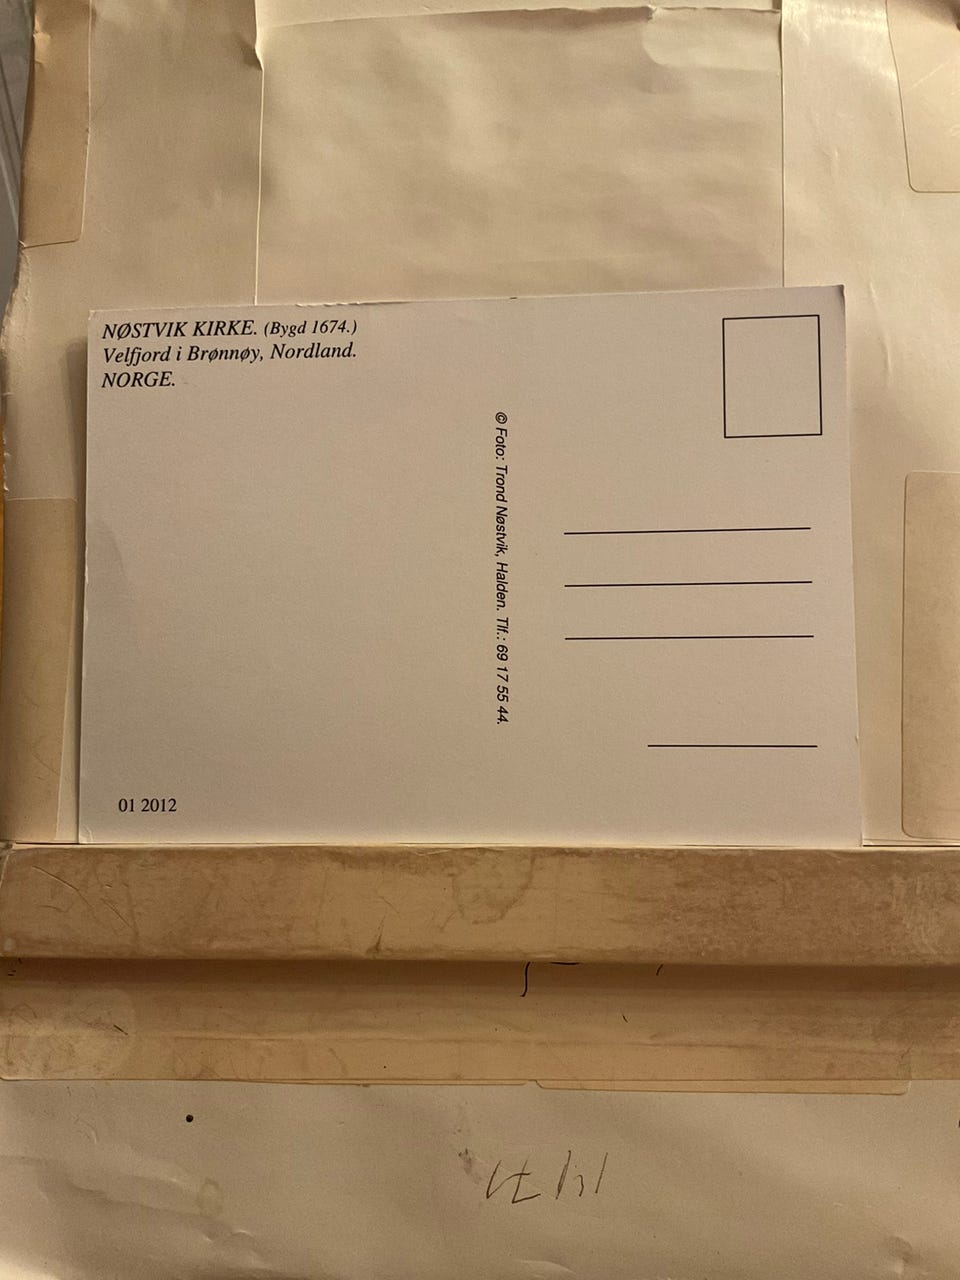 NØSTVIK KIRKE. (Bygd 1674.)
Velfjord i Brønnøy, Nordland.
NORGE.
© Foto: Trond Nøstvik, Halden. Tlf.: 69 17 55 44.
01 2012